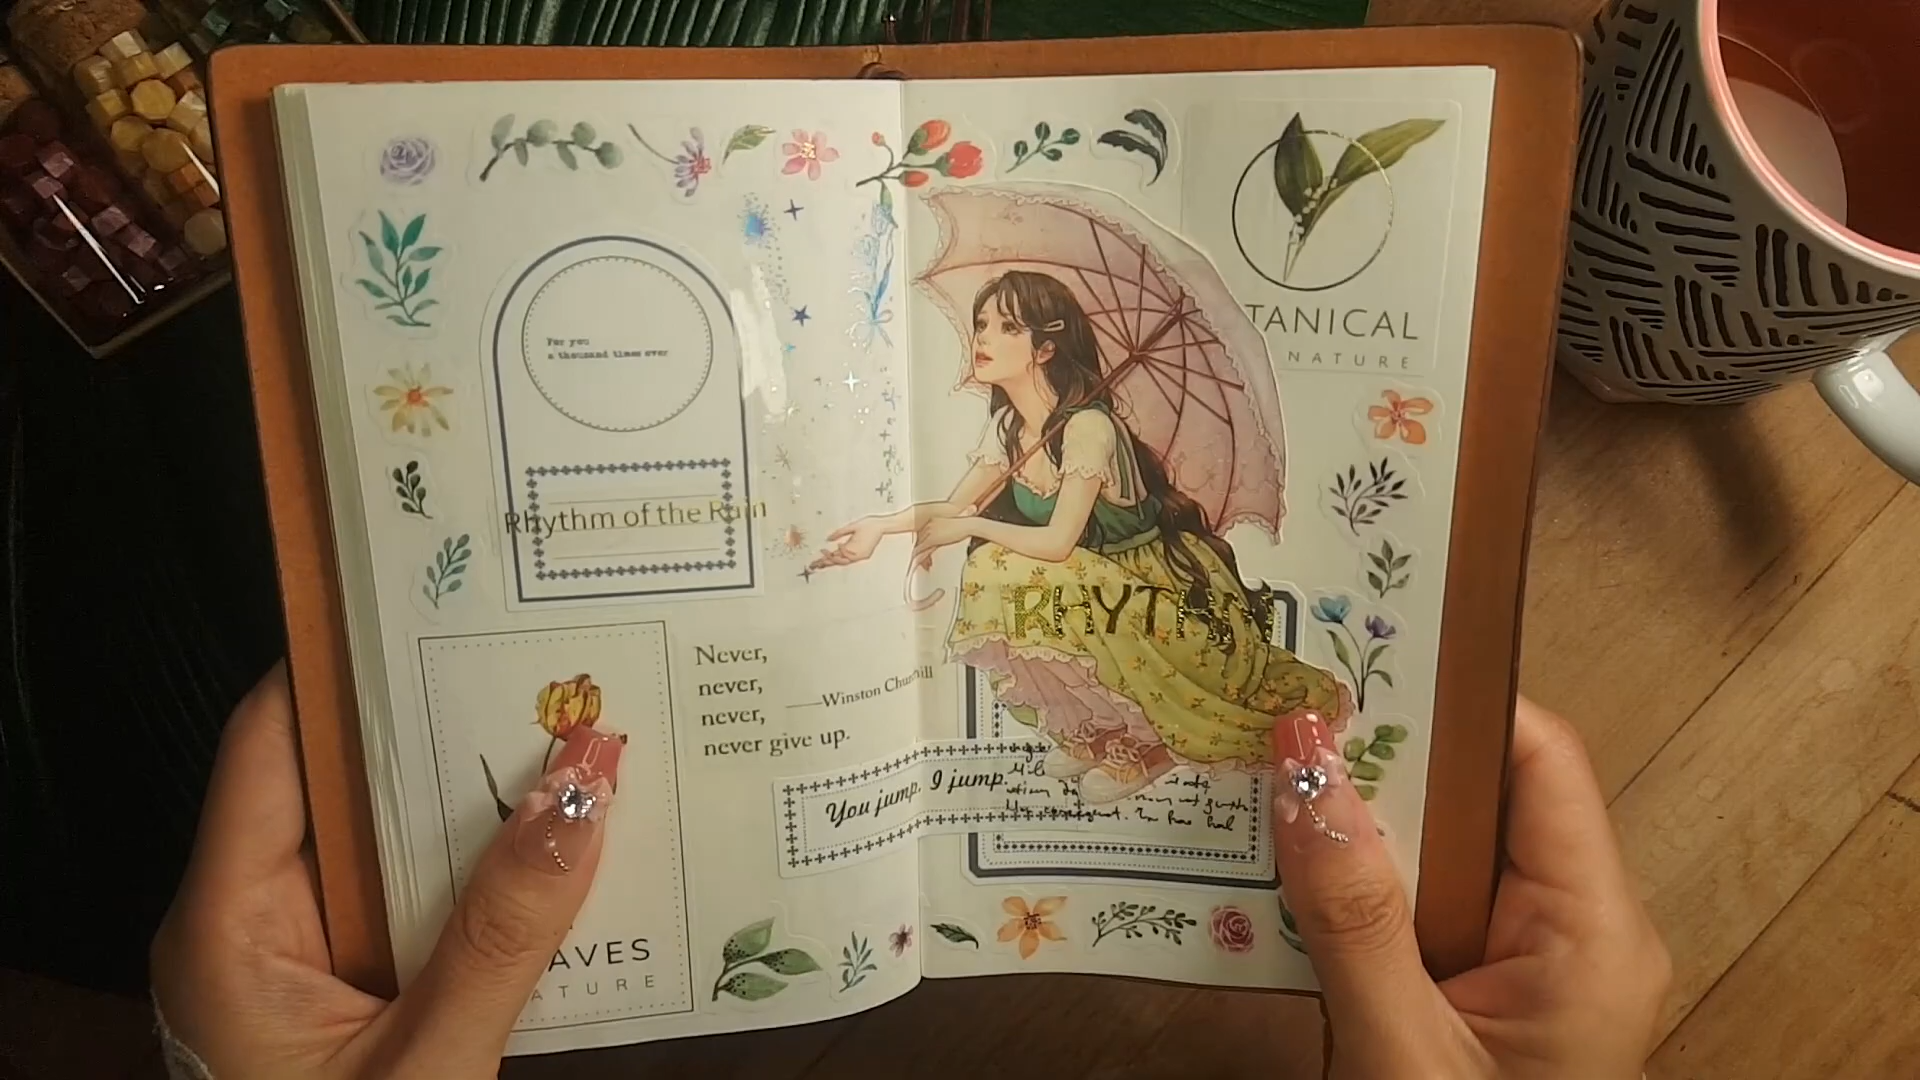 For you
a thousand times over
Rhythm of the Rain
Never,
never,
never,
never give up.
——Winston Churchill
You jump, I jump.
TANICAL
NATURE
RHYTHM
AVES
ATURE